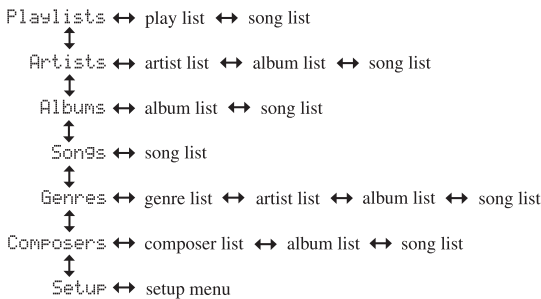 Playlists ↔ play list ↔ song list
Artists ↔ artist list ↔ album list ↔ song list
Albums ↔ album list ↔ song list
Songs ↔ song list
Genres ↔ genre list ↔ artist list ↔ album list ↔ song list
Composers ↔ composer list ↔ album list ↔ song list
Setup ↔ setup menu